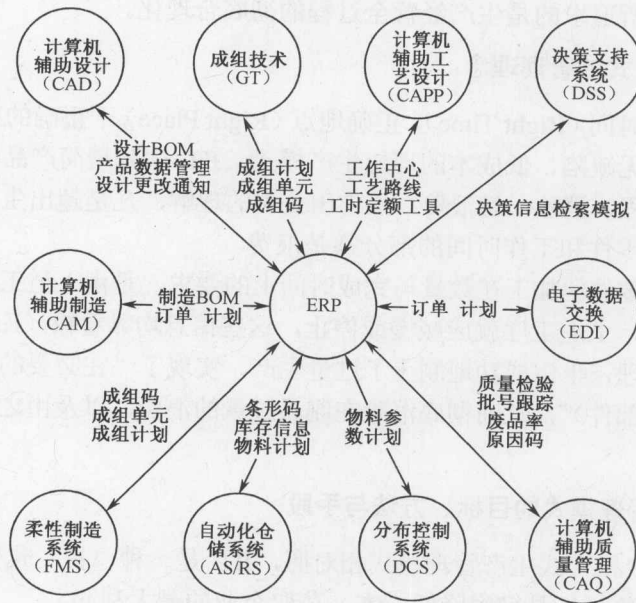 计算机
辅助设计
(CAD)
成组技术
(GT)
计算机
辅助工
艺设计
(CAPP)
决策支持
系统
(DSS)
设计BOM
产品数据管理
设计更改通知
成组计划
成组单元
成组码
工作中心
工艺路线
工时定额工具
决策信息检索模拟
计算机
辅助制造
(CAM)
制造BOM
订单 计划
ERP
订单 计划
电子数据
交换
(EDI)
成组码
成组单元
成组计划
条形码
库存信息
物料计划
物料参
数计划
质量检验
批号跟踪
废品率
原因码
柔性制造
系统
(FMS)
自动化仓
储系统
(AS/RS)
分布控制
系统
(DCS)
计算机
辅助质
量管理
(CAQ)